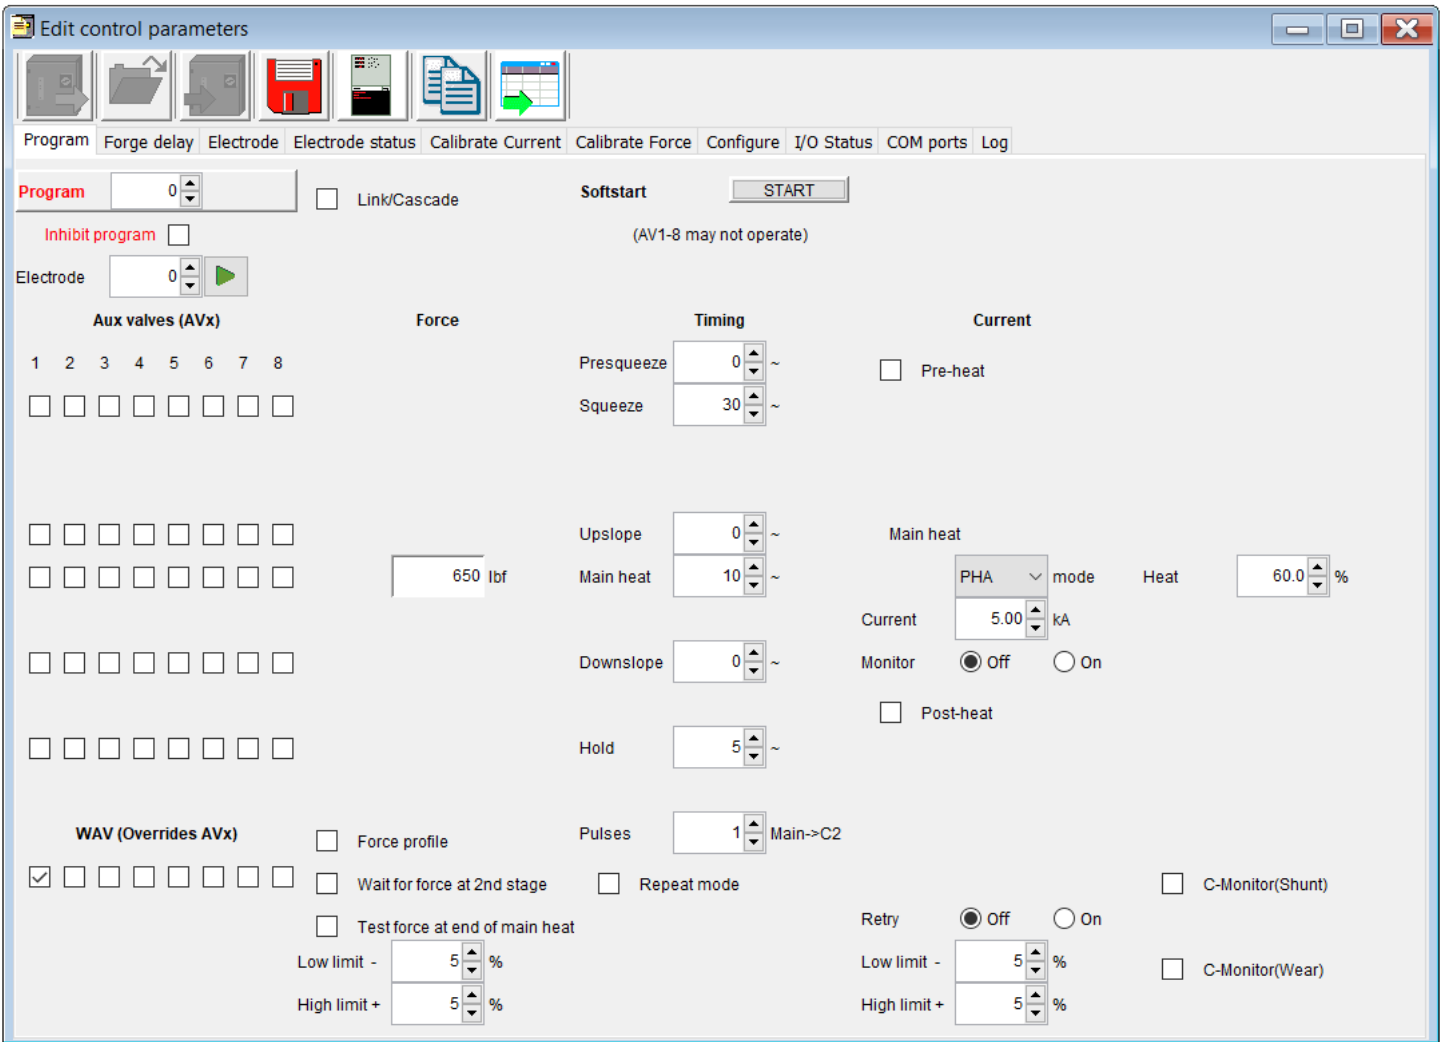 Edit control parameters
Program Forge delay Electrode Electrode status Calibrate Current Calibrate Force Configure I/O Status COM ports Log
Program 0 Link/Cascade Softstart START
Inhibit program (AV1-8 may not operate)
Electrode 0
Aux valves (AVx) Force Timing Current
1 2 3 4 5 6 7 8 Presqueeze 0 ~ Pre-heat
Squeeze 30 ~
Upslope 0 ~ Main heat
650 lbf Main heat 10 ~ PHA mode Heat 60.0 %
Current 5.00 kA
Downslope 0 ~ Monitor Off On
Post-heat
Hold 5 ~
WAV (Overrides AVx) Force profile Pulses 1 Main->C2
Wait for force at 2nd stage Repeat mode C-Monitor(Shunt)
Test force at end of main heat Retry Off On
Low limit - 5 % Low limit - 5 % C-Monitor(Wear)
High limit + 5 % High limit + 5 %